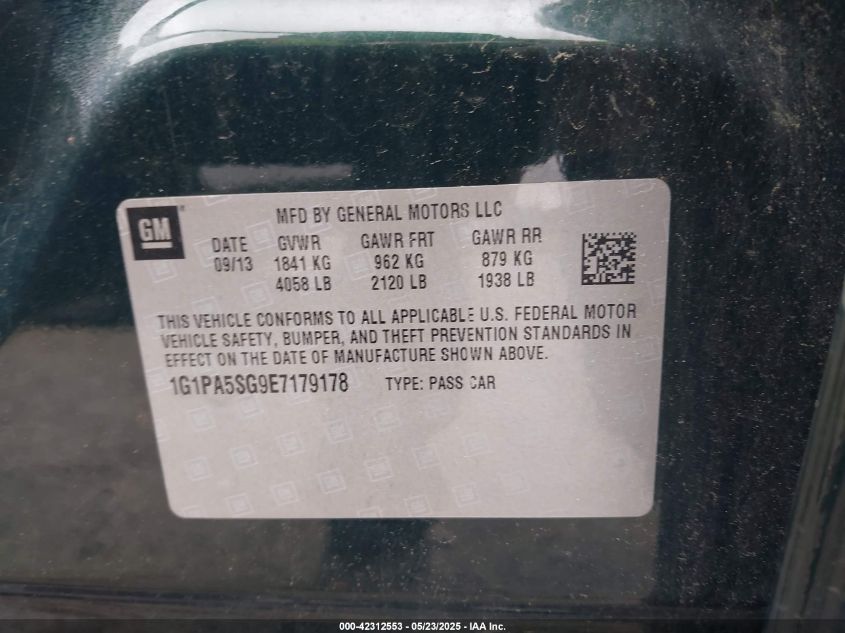 GM
MFD BY GENERAL MOTORS LLC
DATE GVWR GAWR FRT GAWR RR
09/13 1841 KG 962 KG 879 KG
4058 LB 2120 LB 1938 LB
THIS VEHICLE CONFORMS TO ALL APPLICABLE U.S. FEDERAL MOTOR
VEHICLE SAFETY, BUMPER, AND THEFT PREVENTION STANDARDS IN
EFFECT ON THE DATE OF MANUFACTURE SHOWN ABOVE.
1G1PA5SG9E7179178 TYPE: PASS CAR
000-42312553 - 05/23/2025 - IAA Inc.